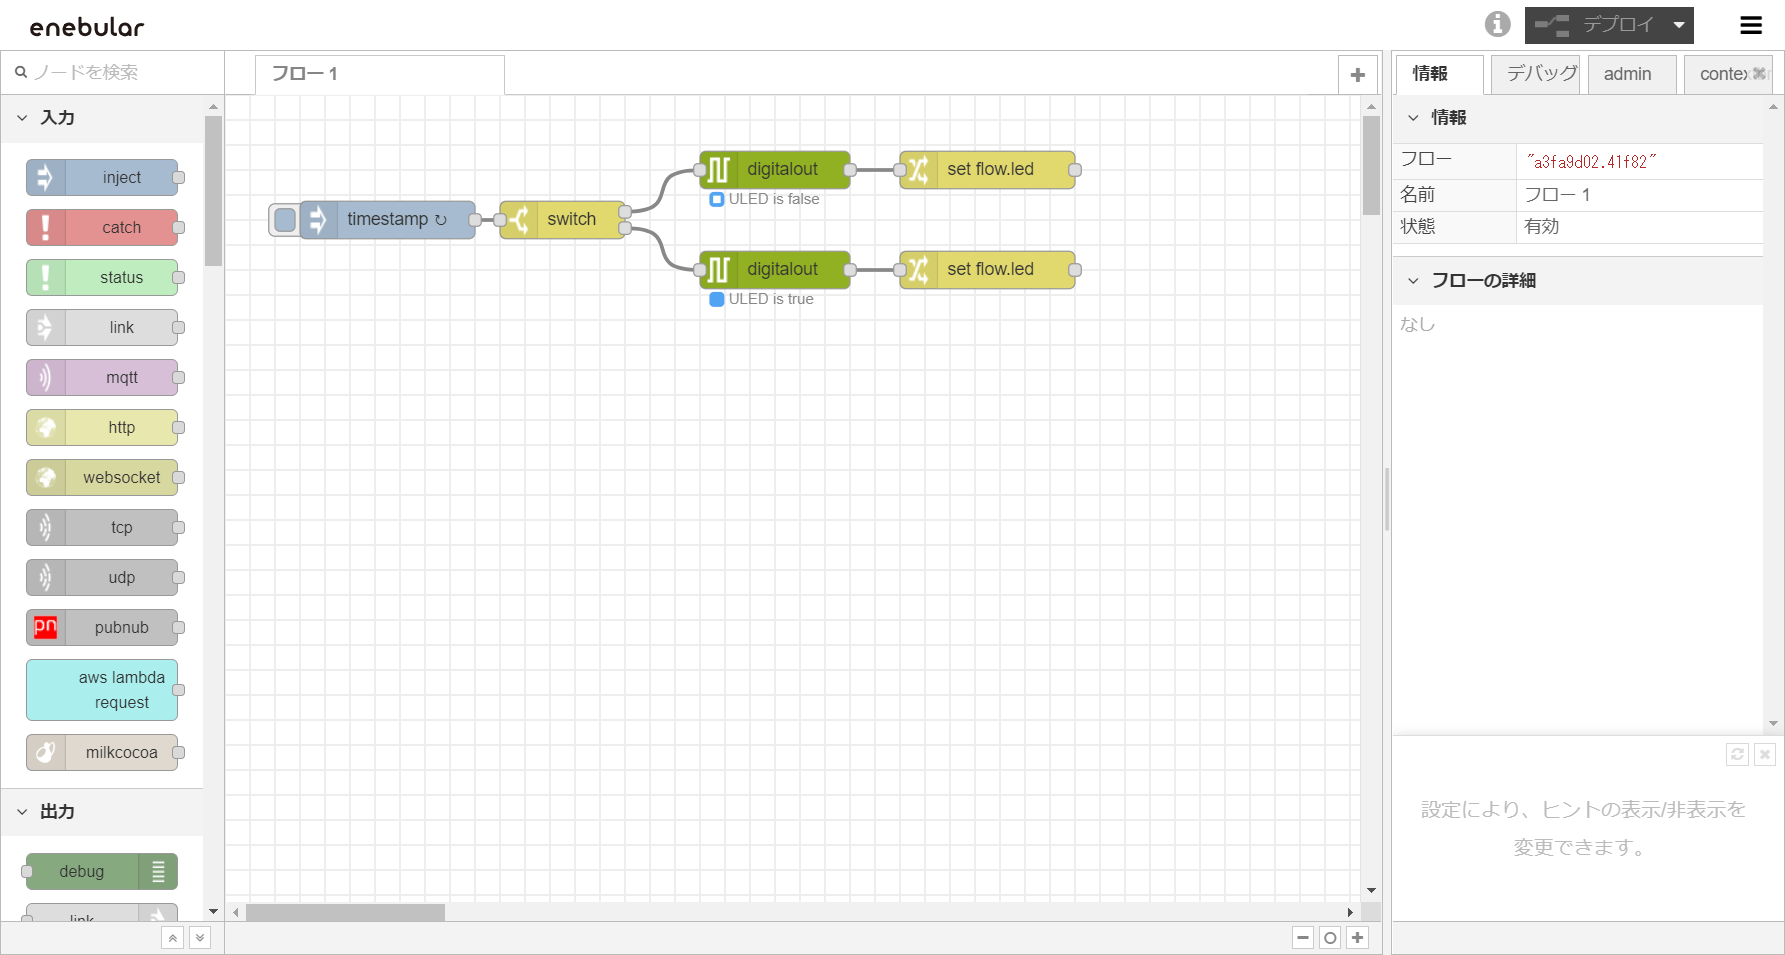 enebular
デプロイ
ノードを検索
フロー 1
情報
デバッグ
admin
入力
inject
catch
status
link
mqtt
http
websocket
tcp
udp
pn
pubnub
aws lambda
request
milkcocoa
出力
debug
link
timestamp ↻
switch
digitalout
ULED is false
set flow.led
digitalout
ULED is true
set flow.led
情報
フロー
"a3fa9d02.41f82"
名前
フロー 1
状態
有効
フローの詳細
なし
設定により、ヒントの表示/非表示を
変更できます。